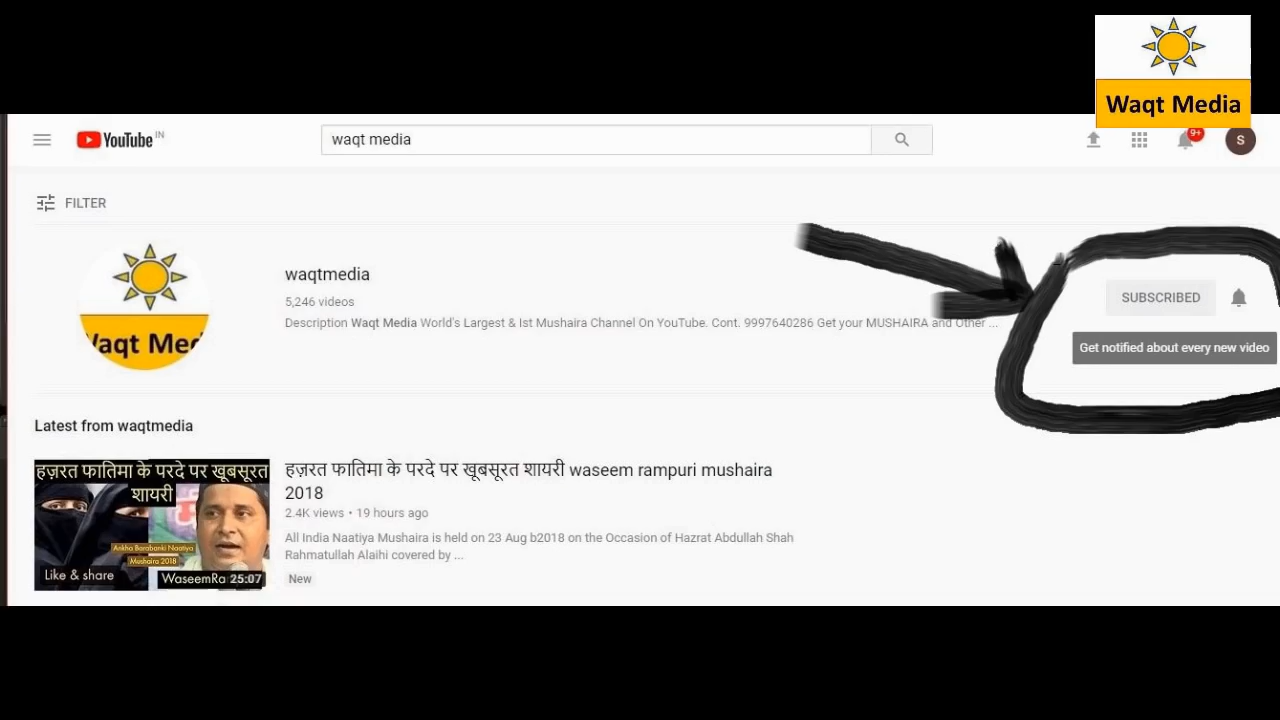 Waqt Media
YouTube IN
waqt media
9+
S
FILTER
waqtmedia
5,246 videos
Description Waqt Media World's Largest & Ist Mushaira Channel On YouTube. Cont. 9997640286 Get your MUSHAIRA and Other ...
SUBSCRIBED
Get notified about every new video
Waqt Med
Latest from waqtmedia
हज़रत फातिमा के परदे पर खूबसूरत
शायरी
Ankha Barabanki Naatiya
Mushaira 2018
Like & share
WaseemRa 25:07
हज़रत फातिमा के परदे पर खूबसूरत शायरी waseem rampuri mushaira
2018
2.4K views • 19 hours ago
All India Naatiya Mushaira is held on 23 Aug b2018 on the Occasion of Hazrat Abdullah Shah
Rahmatullah Alaihi covered by ...
New